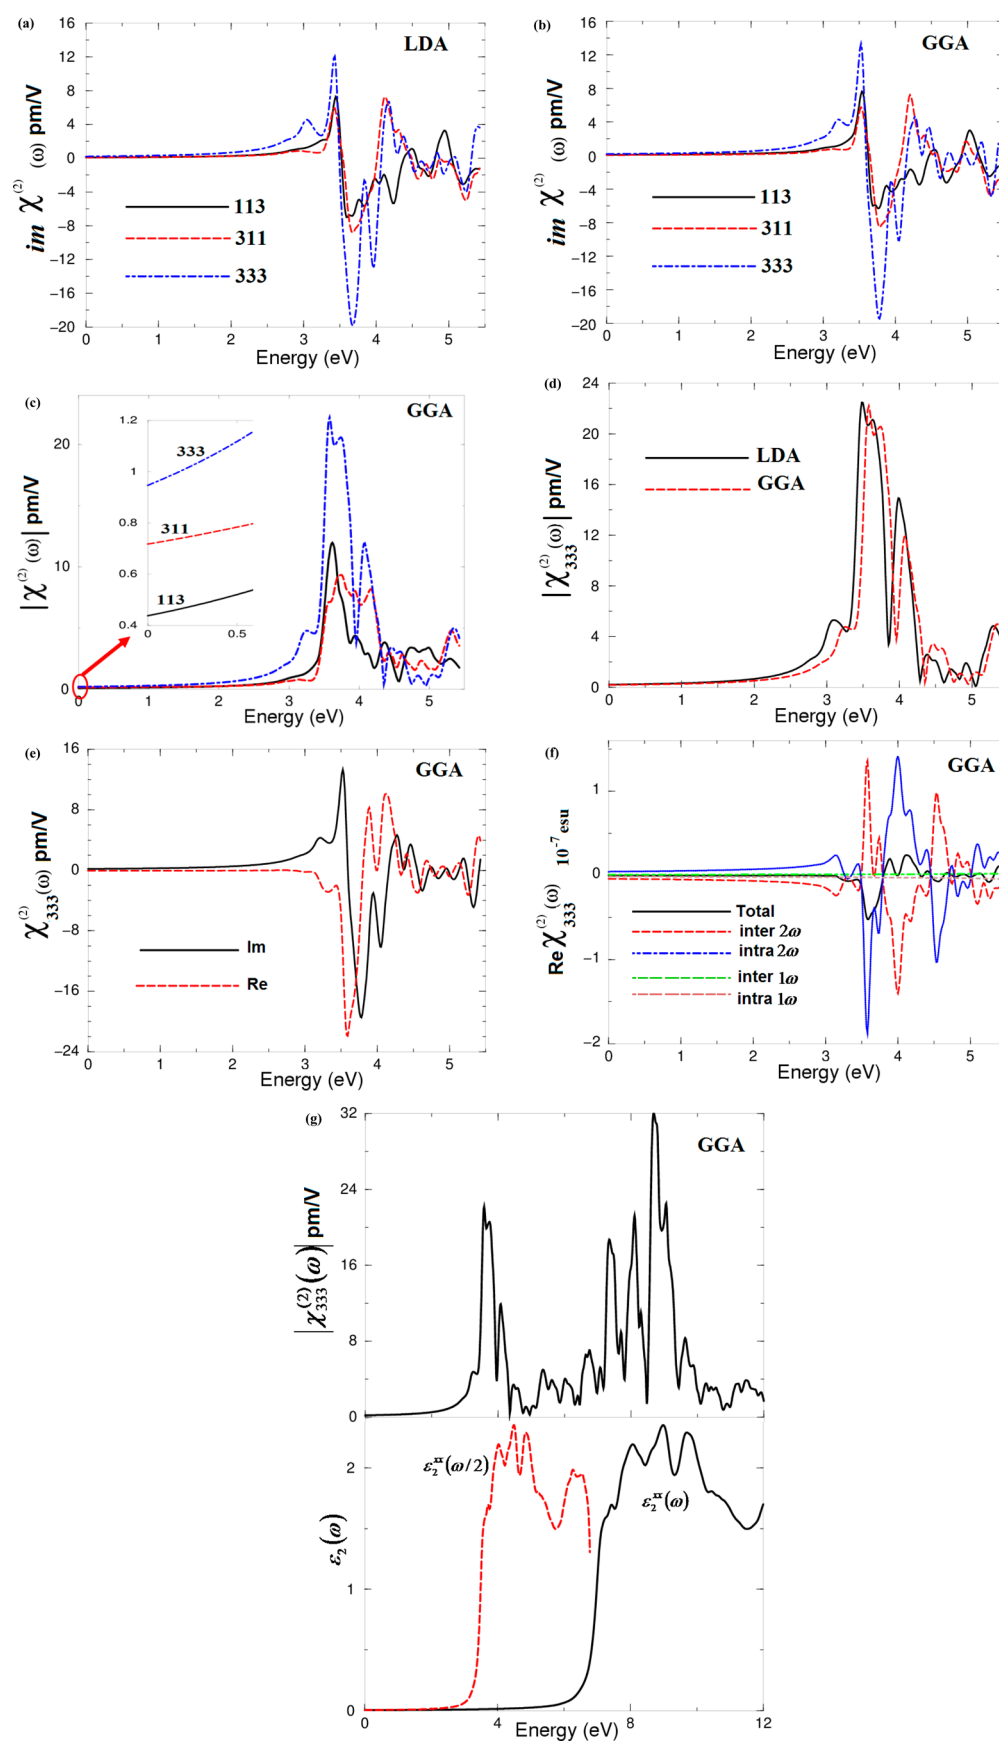 (a)
LDA
im χ(2) (ω) pm/V
16
12
8
4
0
−4
−8
−12
−16
−20
113
311
333
0 1 2 3 4 5
Energy (eV)
(b)
GGA
im χ(2) (ω) pm/V
16
12
8
4
0
−4
−8
−12
−16
−20
113
311
333
0 1 2 3 4 5
Energy (eV)
(c)
GGA
|χ(2)(ω)| pm/V
20
10
0
1.2
1
0.8
0.6
0.4
333
311
113
0 0.5
0 1 2 3 4 5
Energy (eV)
(d)
|χ(2)333(ω)| pm/V
24
20
16
12
8
4
0
LDA
GGA
0 1 2 3 4 5
Energy (eV)
(e)
GGA
χ(2)333(ω) pm/V
16
8
0
−8
−16
−24
Im
Re
0 1 2 3 4 5
Energy (eV)
(f)
GGA
Re χ(2)333(ω) 10-7 esu
1
0
−1
−2
Total
inter 2ω
intra 2ω
inter 1ω
intra 1ω
0 1 2 3 4 5
Energy (eV)
(g)
GGA
|χ(2)333(ω)| pm/V
32
24
16
8
0
ε2(ω)
2
1
0
ε2xx(ω/2)
ε2xx(ω)
0 4 8 12
Energy (eV)